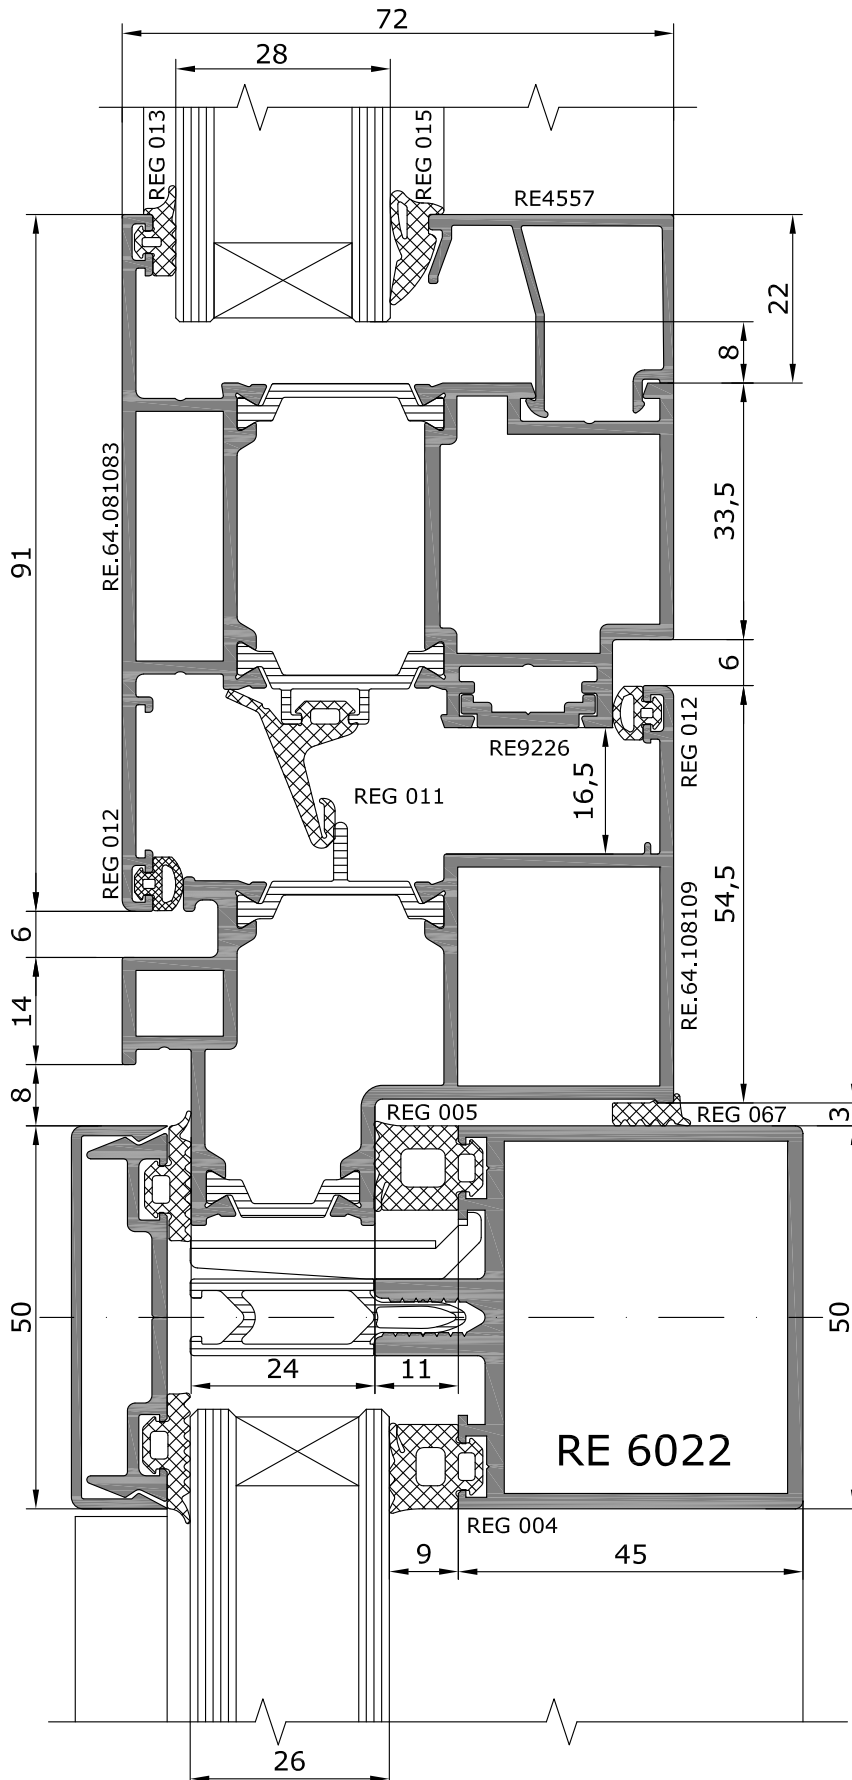 72
28
REG 013
REG 015
RE4557
22
8
91
RE.64.081083
33,5
6
REG 012
RE9226
16,5
REG 011
REG 012
54,5
RE.64.108109
6
14
8
REG 005
REG 067
3
50
50
24
11
RE 6022
REG 004
9
45
26